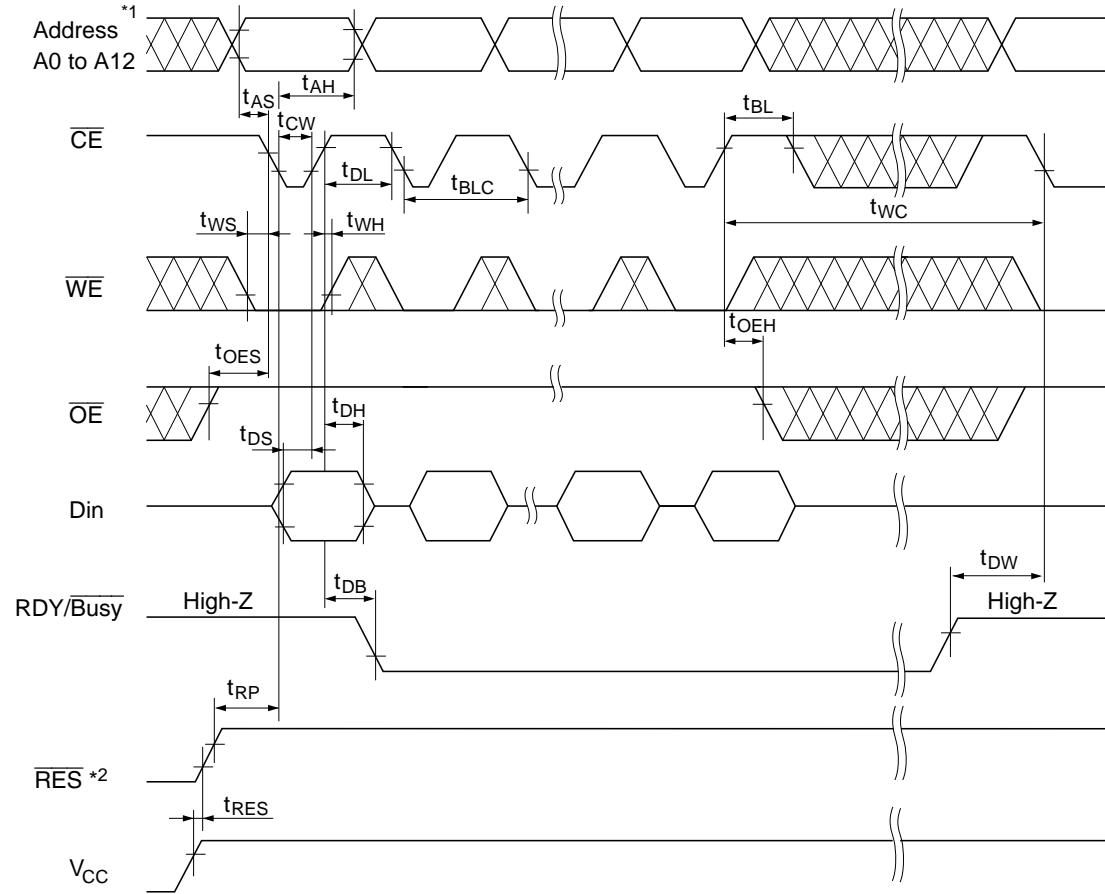 Address *1
A0 to A12
tAH
tAS
tBL
CE
tCW
tDL
tBLC
tWC
tWS
tWH
WE
tOEH
tOES
OE
tDH
tDS
Din
tDW
tDB
RDY/Busy
High-Z
High-Z
tRP
RES *2
tRES
VCC